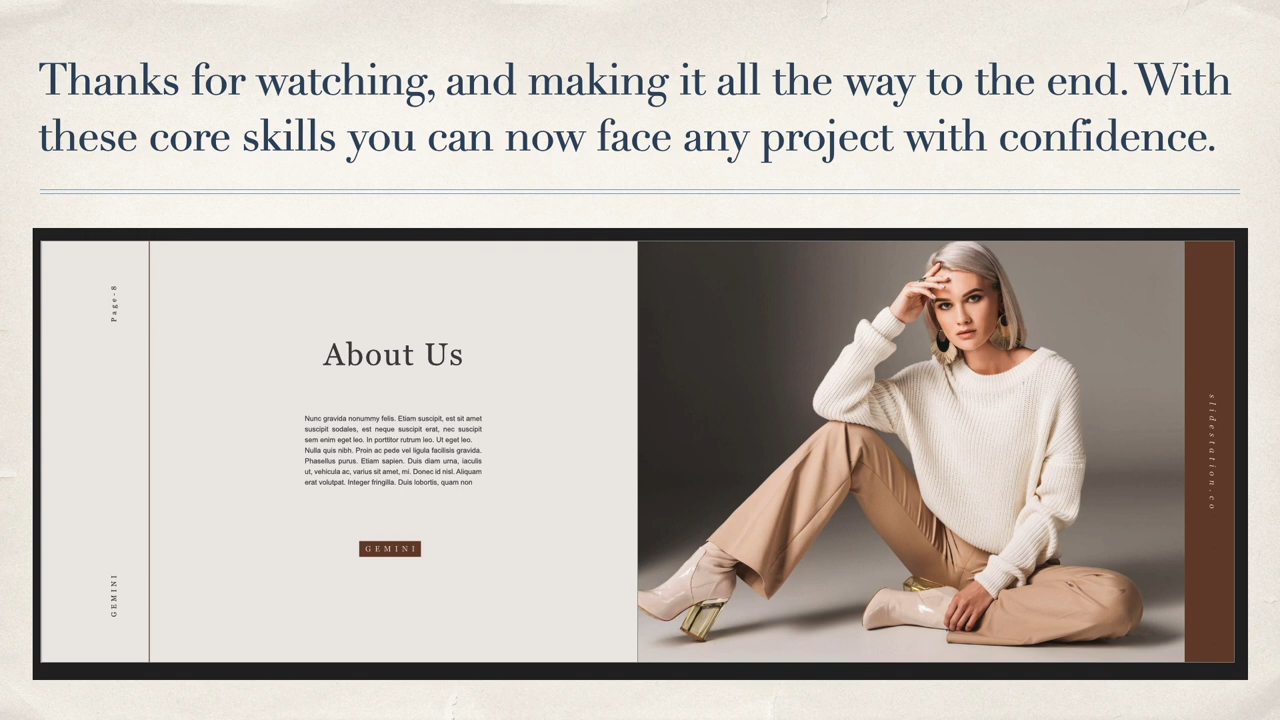 Thanks for watching, and making it all the way to the end. With
these core skills you can now face any project with confidence.
Page-8
GEMINI
About Us
Nunc gravida nonummy felis. Etiam suscipit, est sit amet
suscipit sodales, est neque suscipit erat, nec suscipit
sem enim eget leo. In porttitor rutrum leo. Ut eget leo.
Nulla quis nibh. Proin ac pede vel ligula facilisis gravida.
Phasellus purus. Etiam sapien. Duis diam urna, iaculis
ut, vehicula ac, varius sit amet, mi. Donec id nisl. Aliquam
erat volutpat. Integer fringilla. Duis lobortis, quam non
GEMINI
slidestation.co